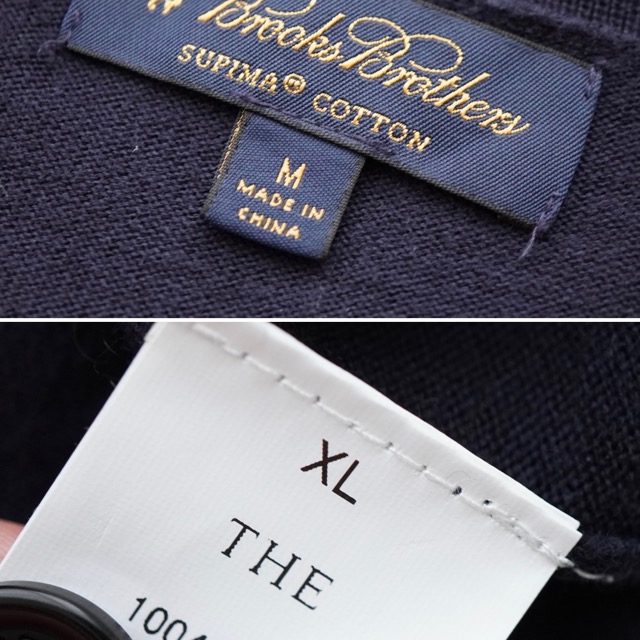 Brooks Brothers
SUPIMA® COTTON
M
MADE IN
CHINA
XL
THE